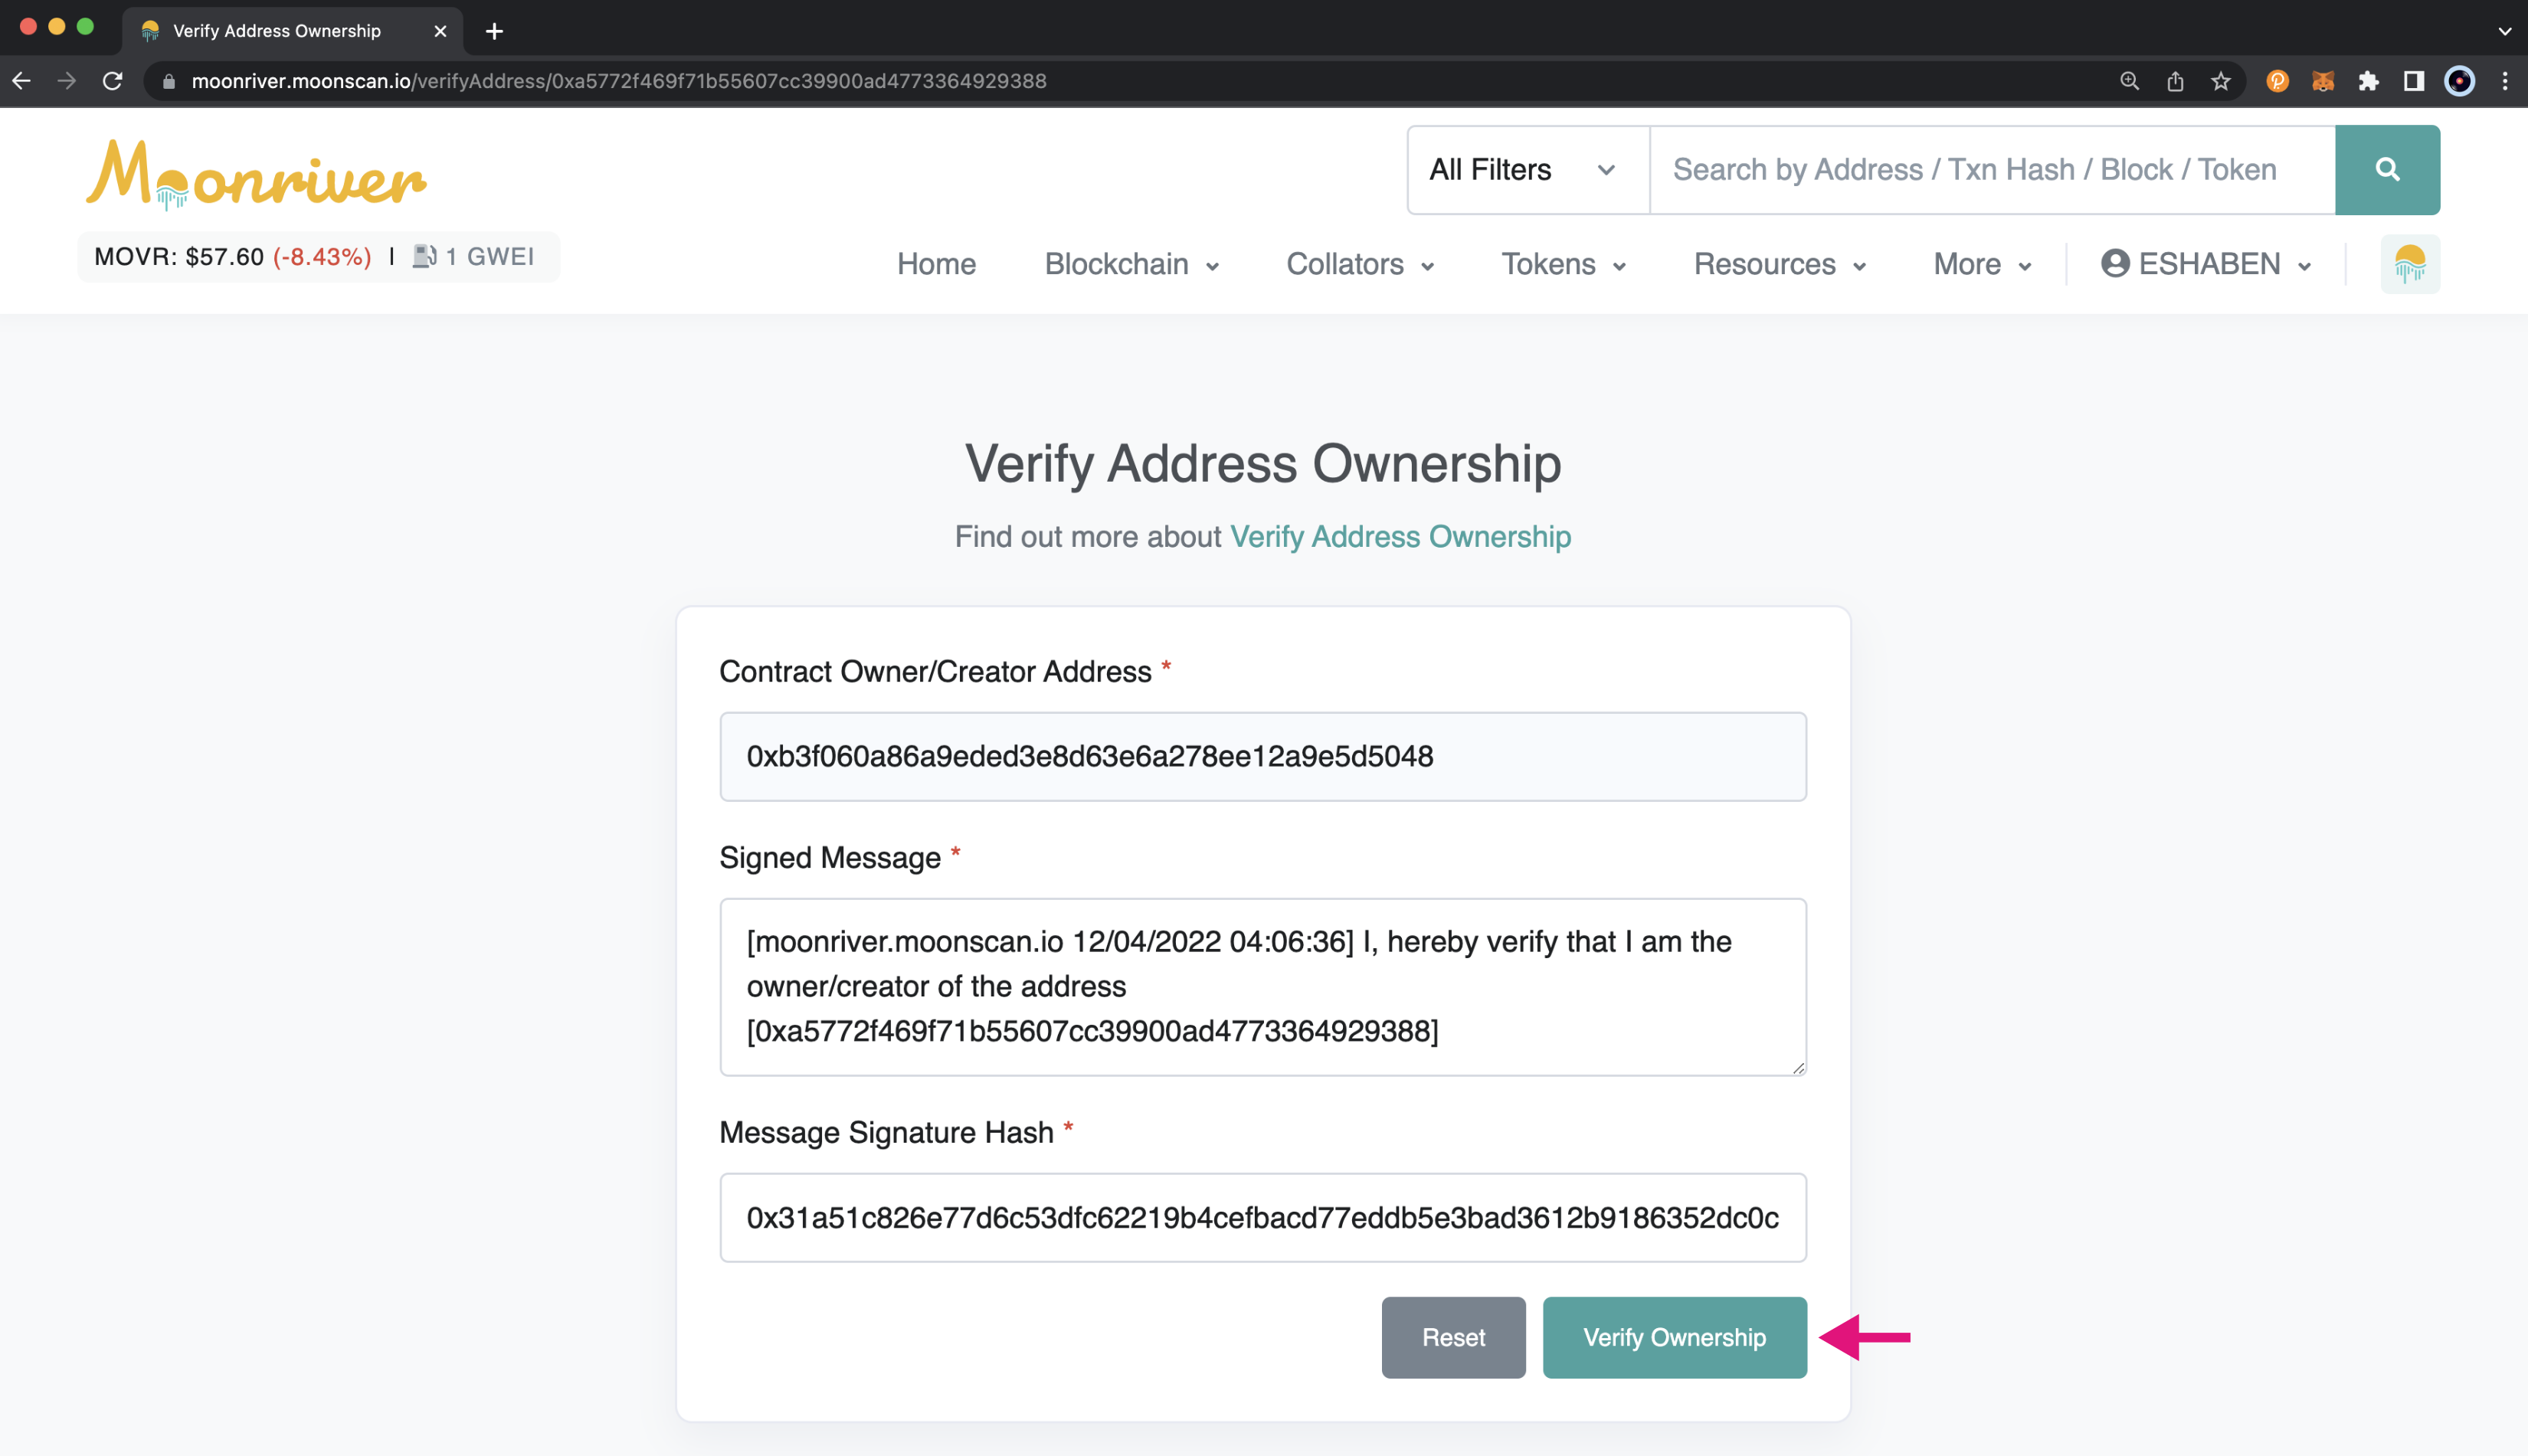 Verify Address Ownership
moonriver.moonscan.io/verifyAddress/0xa5772f469f71b55607cc39900ad4773364929388
Moonriver
All Filters
Search by Address / Txn Hash / Block / Token
MOVR: $57.60 (-8.43%) | 1 GWEI
Home Blockchain Collators Tokens Resources More ESHABEN
Verify Address Ownership
Find out more about Verify Address Ownership
Contract Owner/Creator Address *
0xb3f060a86a9eded3e8d63e6a278ee12a9e5d5048
Signed Message *
[moonriver.moonscan.io 12/04/2022 04:06:36] I, hereby verify that I am the
owner/creator of the address
[0xa5772f469f71b55607cc39900ad4773364929388]
Message Signature Hash *
0x31a51c826e77d6c53dfc62219b4cefbacd77eddb5e3bad3612b9186352dc0c
Reset
Verify Ownership